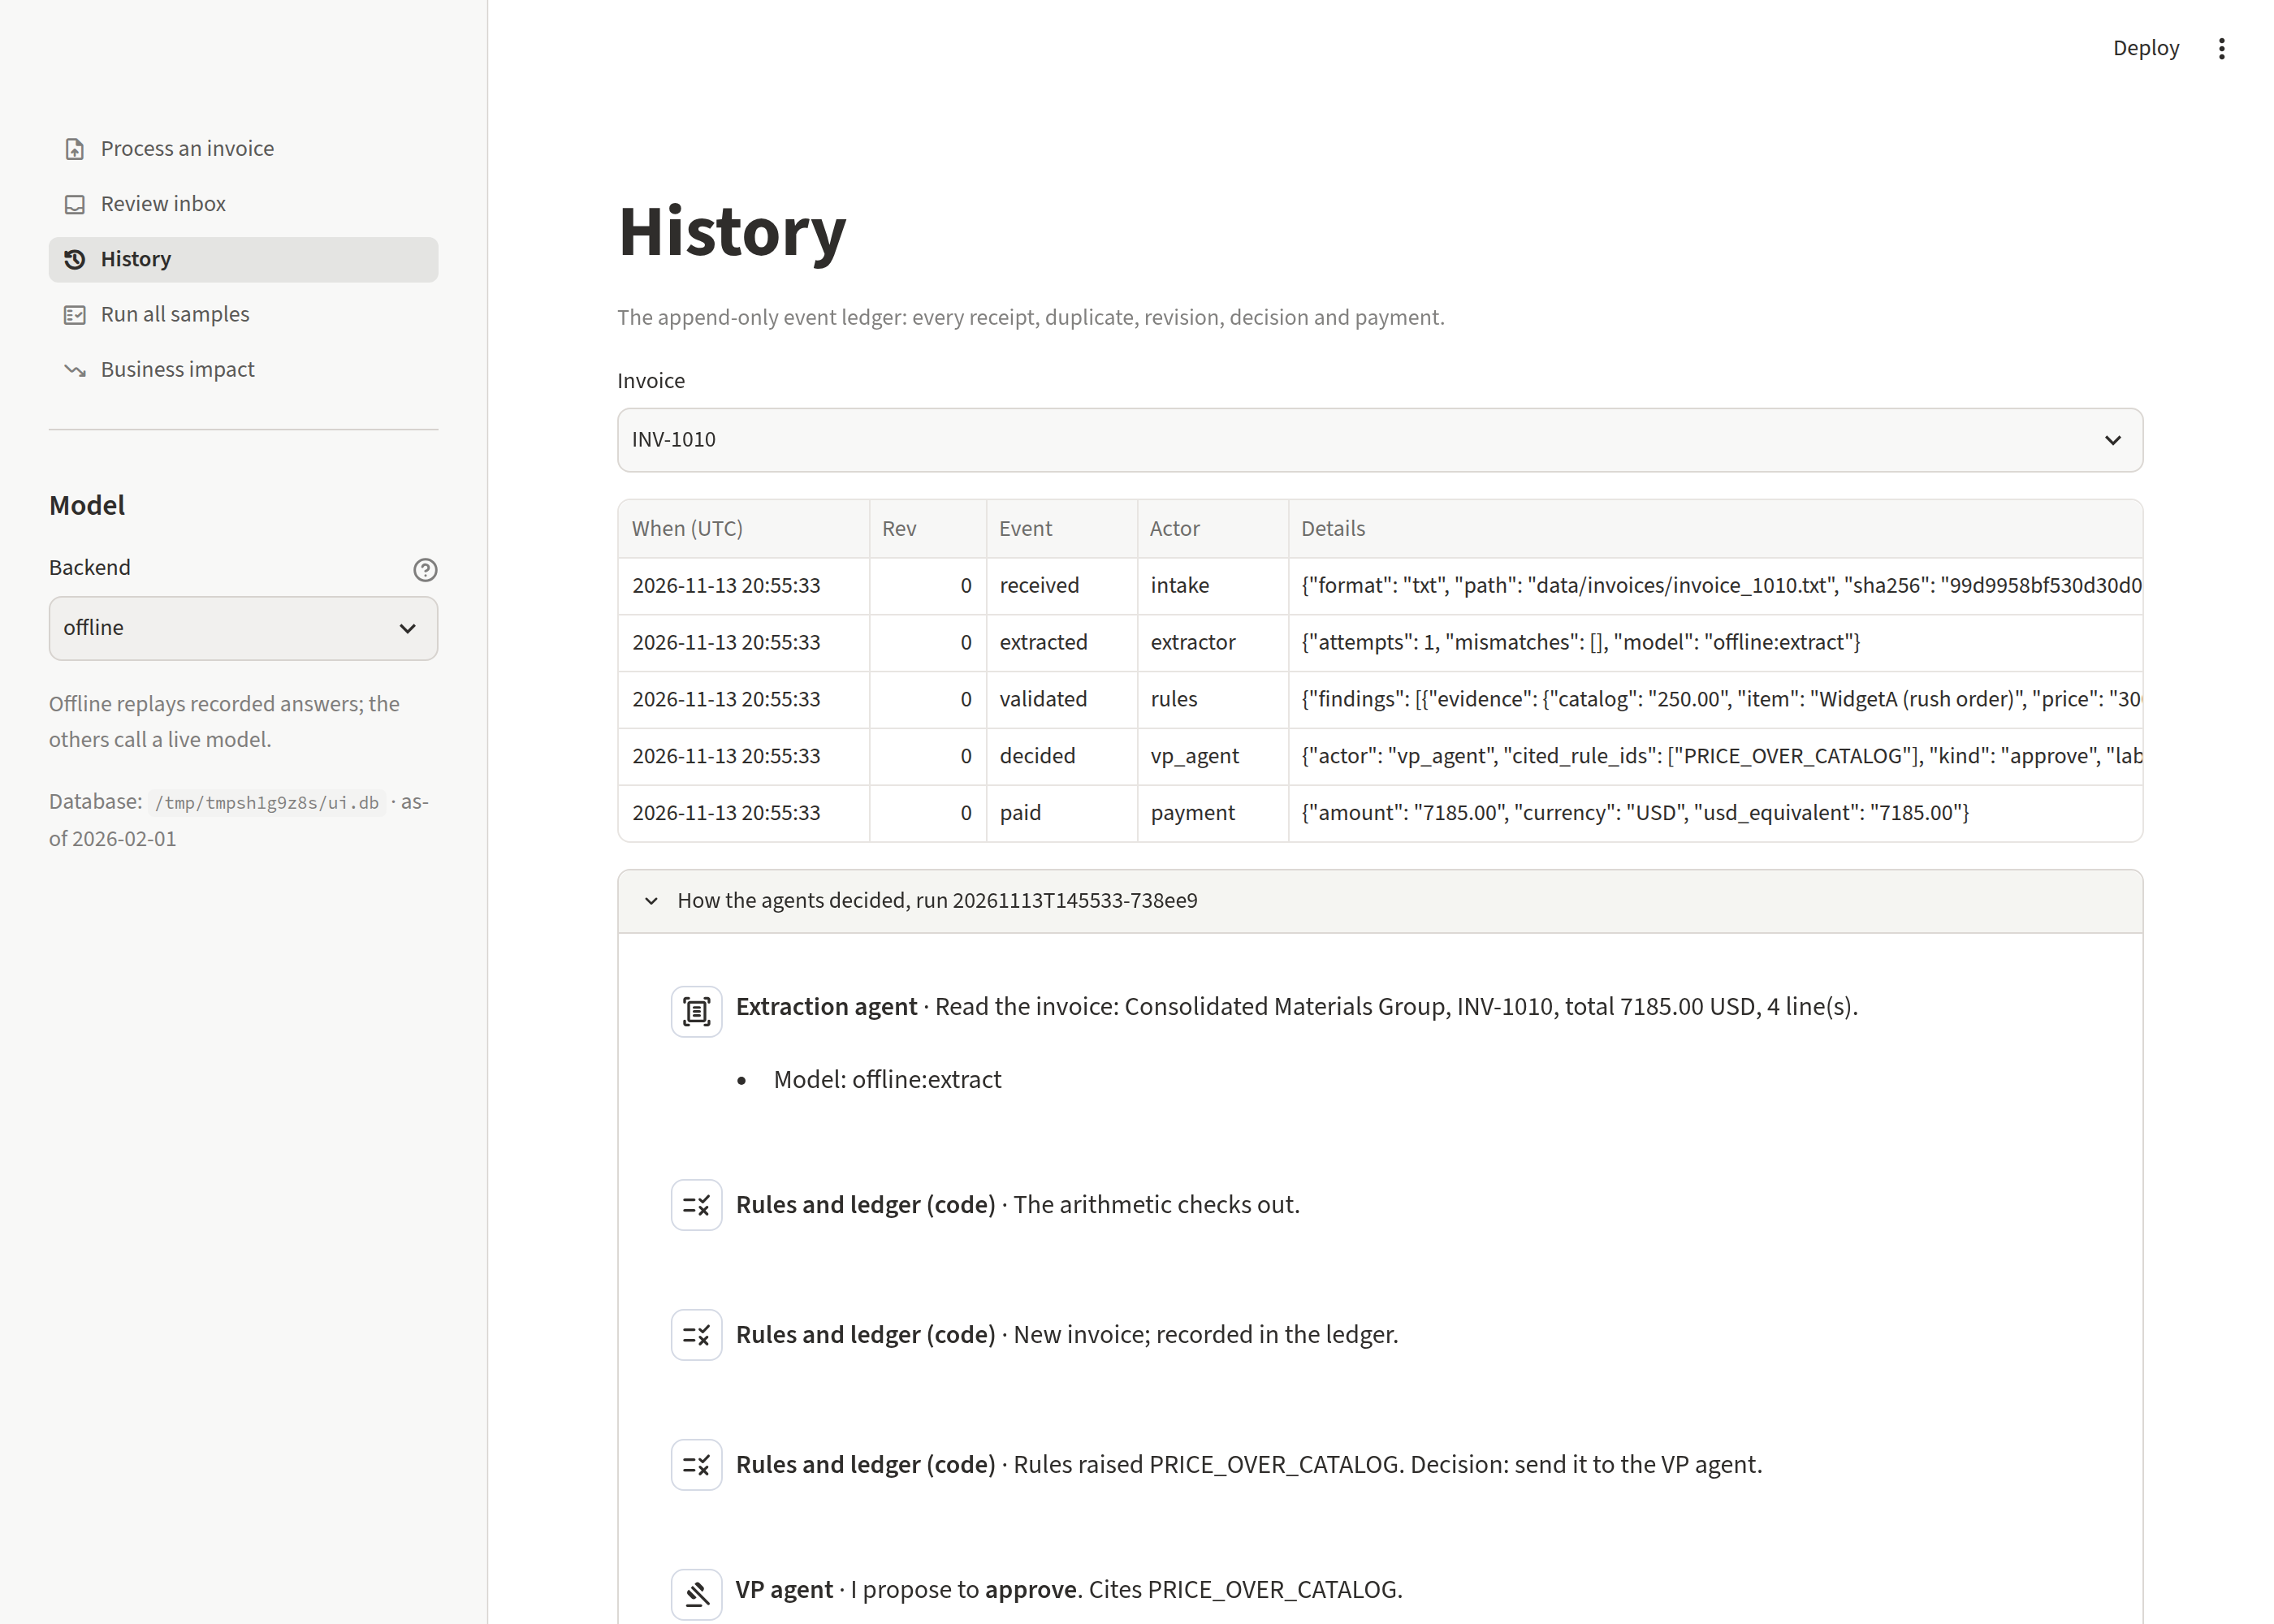 Deploy
Process an invoice
Review inbox
History
Run all samples
Business impact
Model
Backend
offline
Offline replays recorded answers; the
others call a live model.
Database: /tmp/tmpsh1g9z8s/ui.db · as-
of 2026-02-01
History
The append-only event ledger: every receipt, duplicate, revision, decision and payment.
Invoice
INV-1010
When (UTC) Rev Event Actor Details
2026-11-13 20:55:33 0 received intake {"format": "txt", "path": "data/invoices/invoice_1010.txt", "sha256": "99d9958bf530d30d0
2026-11-13 20:55:33 0 extracted extractor {"attempts": 1, "mismatches": [], "model": "offline:extract"}
2026-11-13 20:55:33 0 validated rules {"findings": [{"evidence": {"catalog": "250.00", "item": "WidgetA (rush order)", "price": "30
2026-11-13 20:55:33 0 decided vp_agent {"actor": "vp_agent", "cited_rule_ids": ["PRICE_OVER_CATALOG"], "kind": "approve", "lab
2026-11-13 20:55:33 0 paid payment {"amount": "7185.00", "currency": "USD", "usd_equivalent": "7185.00"}
How the agents decided, run 20261113T145533-738ee9
Extraction agent · Read the invoice: Consolidated Materials Group, INV-1010, total 7185.00 USD, 4 line(s).
• Model: offline:extract
Rules and ledger (code) · The arithmetic checks out.
Rules and ledger (code) · New invoice; recorded in the ledger.
Rules and ledger (code) · Rules raised PRICE_OVER_CATALOG. Decision: send it to the VP agent.
VP agent · I propose to approve. Cites PRICE_OVER_CATALOG.